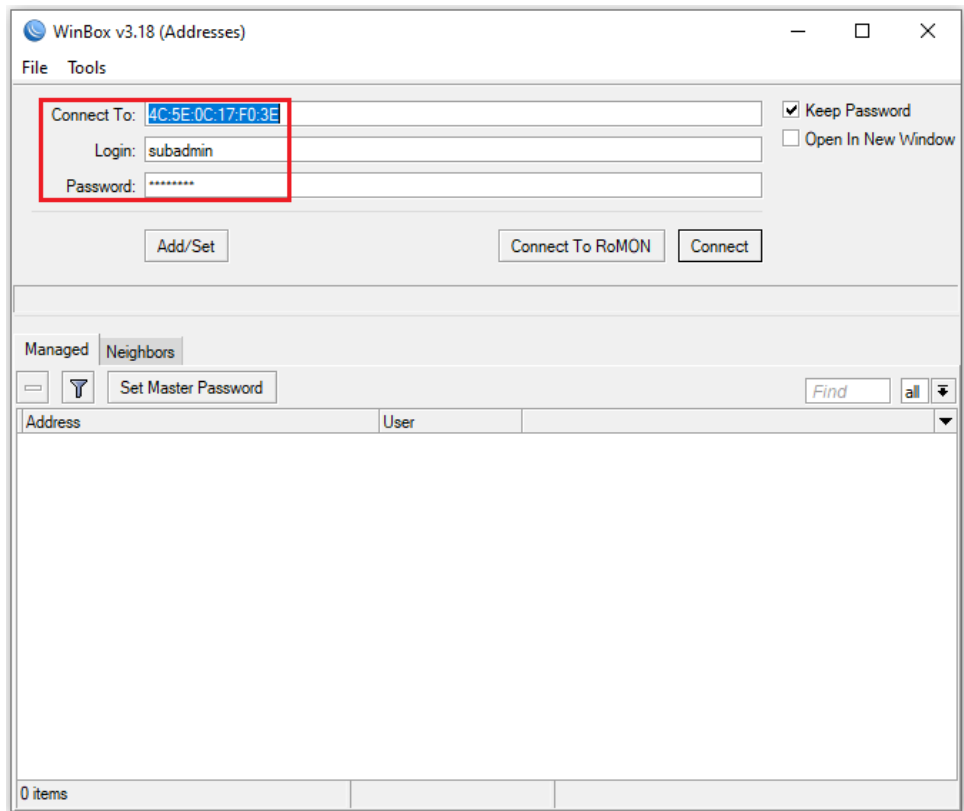 WinBox v3.18 (Addresses)
File Tools
Connect To: 4C:5E:0C:17:F0:3E
Keep Password
Open In New Window
Login: subadmin
Password: ********
Add/Set
Connect To RoMON
Connect
Managed
Neighbors
Set Master Password
Find
all
Address User
0 items